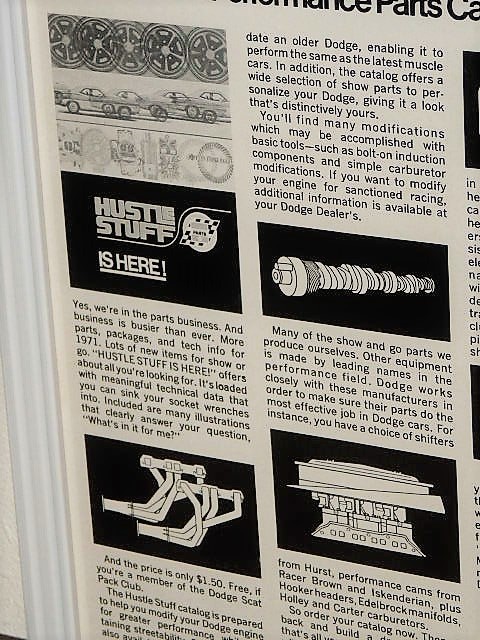 Performance Parts Ca
HUSTLE
STUFF
IS HERE!
Yes, we're in the parts business. And
business is busier than ever. More
parts, packages, and tech info for
1971. Lots of new items for show or
go. "HUSTLE STUFF IS HERE!" offers
about all you're looking for. It's loaded
with meaningful technical data that
you can sink your socket wrenches
into. Included are many illustrations
that clearly answer your question,
"What's in it for me?"
And the price is only $1.50. Free, if
you're a member of the Dodge Scat
Pack Club.
The Hustle Stuff catalog is prepared
to help you modify your Dodge engine
for greater performance while
taining streetability. S
also avail
date an older Dodge, enabling it to
perform the same as the latest muscle
cars. In addition, the catalog offers a
wide selection of show parts to per-
sonalize your Dodge, giving it a look
that's distinctively yours.
You'll find many modifications
which may be accomplished with
basic tools—such as bolt-on induction
components and simple carburetor
modifications. If you want to modify
your engine for sanctioned racing,
additional information is available at
your Dodge Dealer's.
Many of the show and go parts we
produce ourselves. Other equipment
is made by leading names in the
performance field. Dodge works
closely with these manufacturers in
order to make sure their parts do the
most effective job in Dodge cars. For
instance, you have a choice of shifters
from Hurst, performance cams from
Racer Brown and Iskenderian, plus
Hooker headers, Edelbrock manifolds,
Holley and Carter carburetors.
So order your catalog now. Then
back and build a do
that's